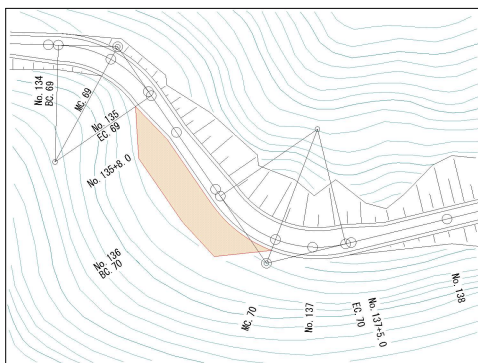 No. 134
BC. 69
MC. 69
No. 135
EC. 69
No. 135+8.0
No. 136
BC. 70
MC. 70
No. 137
EC. 70
No. 137+5.0
No. 138